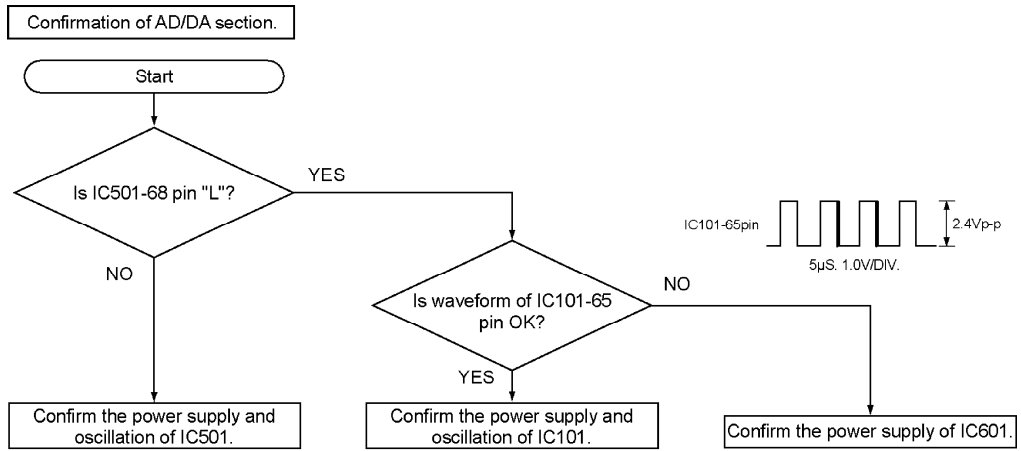 Confirmation of AD/DA section.
Start
Is IC501-68 pin "L"?
YES
NO
IC101-65pin
2.4Vp-p
5µS. 1.0V/DIV.
Is waveform of IC101-65
pin OK?
NO
YES
Confirm the power supply and
oscillation of IC501.
Confirm the power supply and
oscillation of IC101.
Confirm the power supply of IC601.